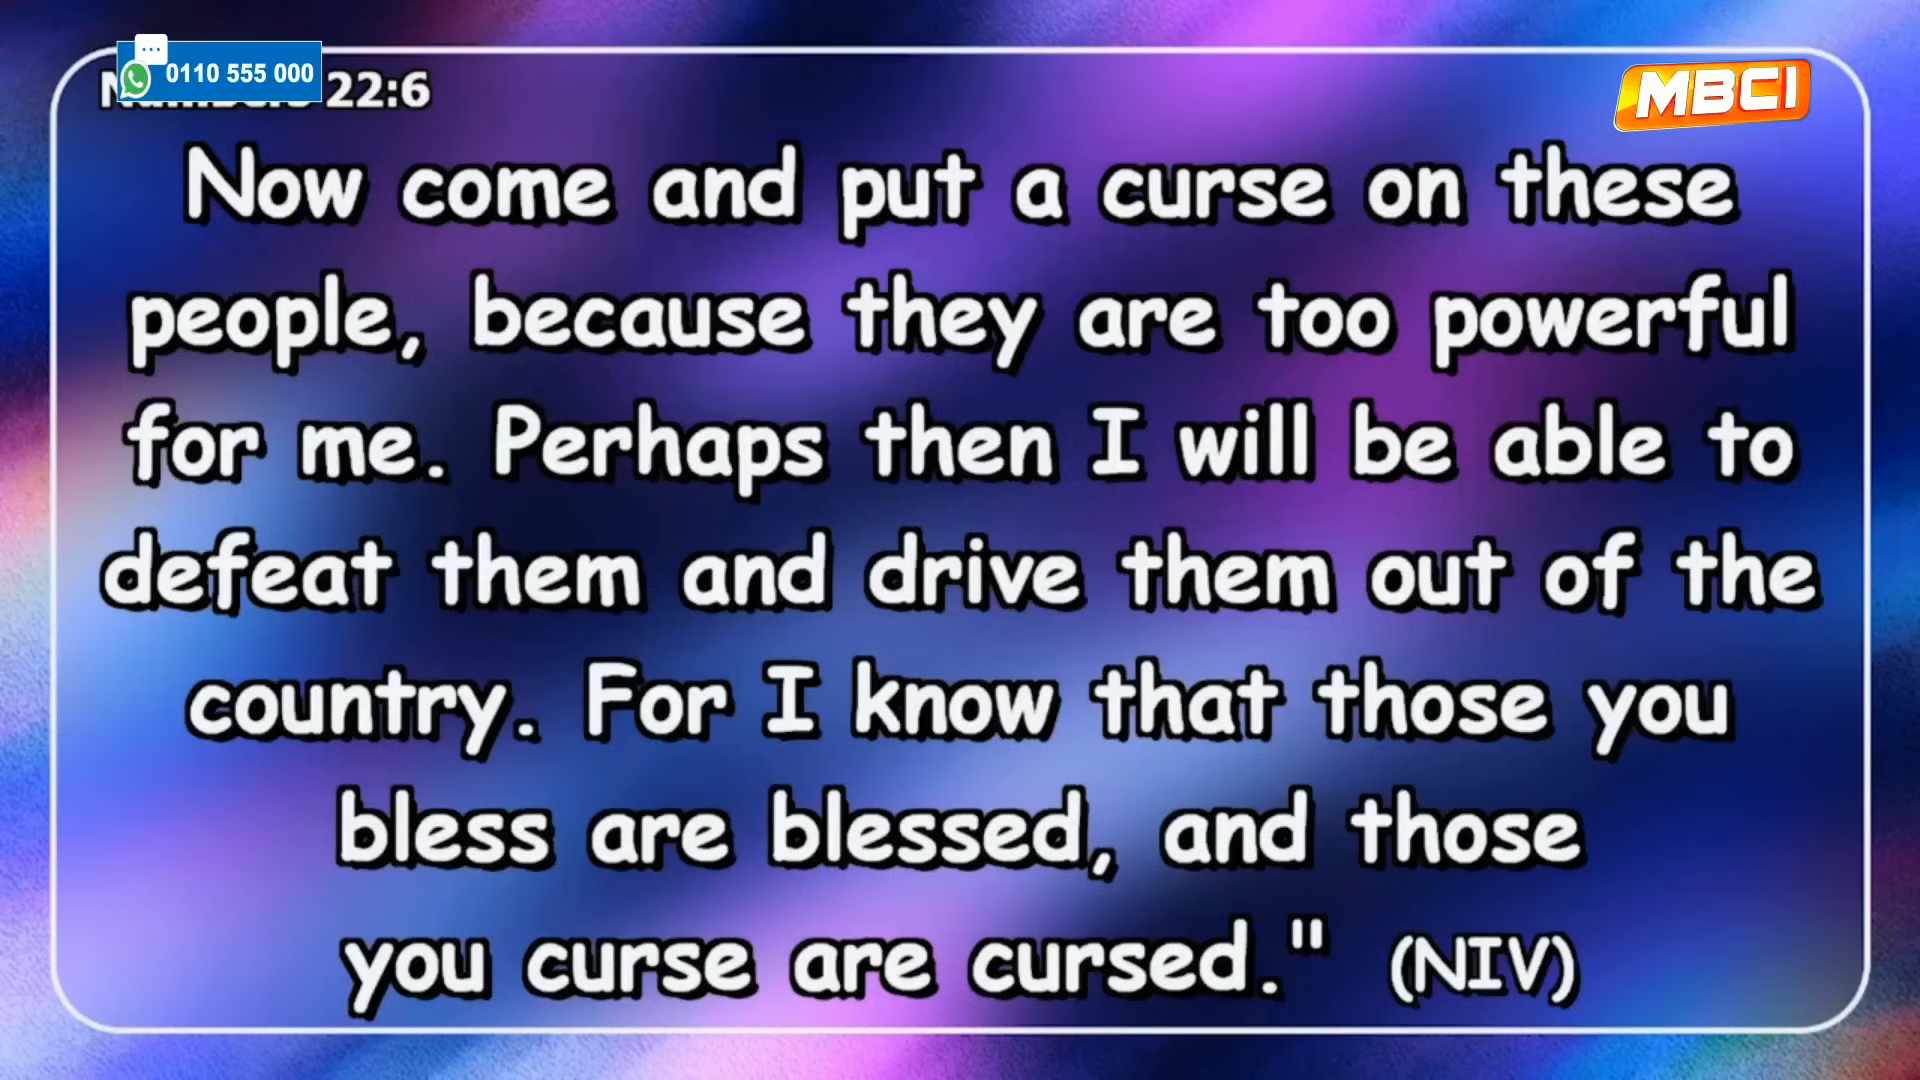 0110 555 000
22:6
MBCI
Now come and put a curse on these
people, because they are too powerful
for me. Perhaps then I will be able to
defeat them and drive them out of the
country. For I know that those you
bless are blessed, and those
you curse are cursed." (NIV)